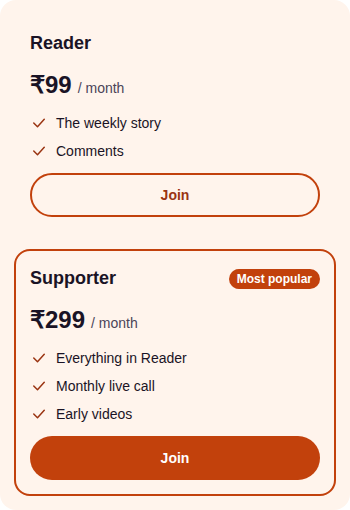 Reader
₹99 / month
The weekly story
Comments
Join
Supporter
Most popular
₹299 / month
Everything in Reader
Monthly live call
Early videos
Join